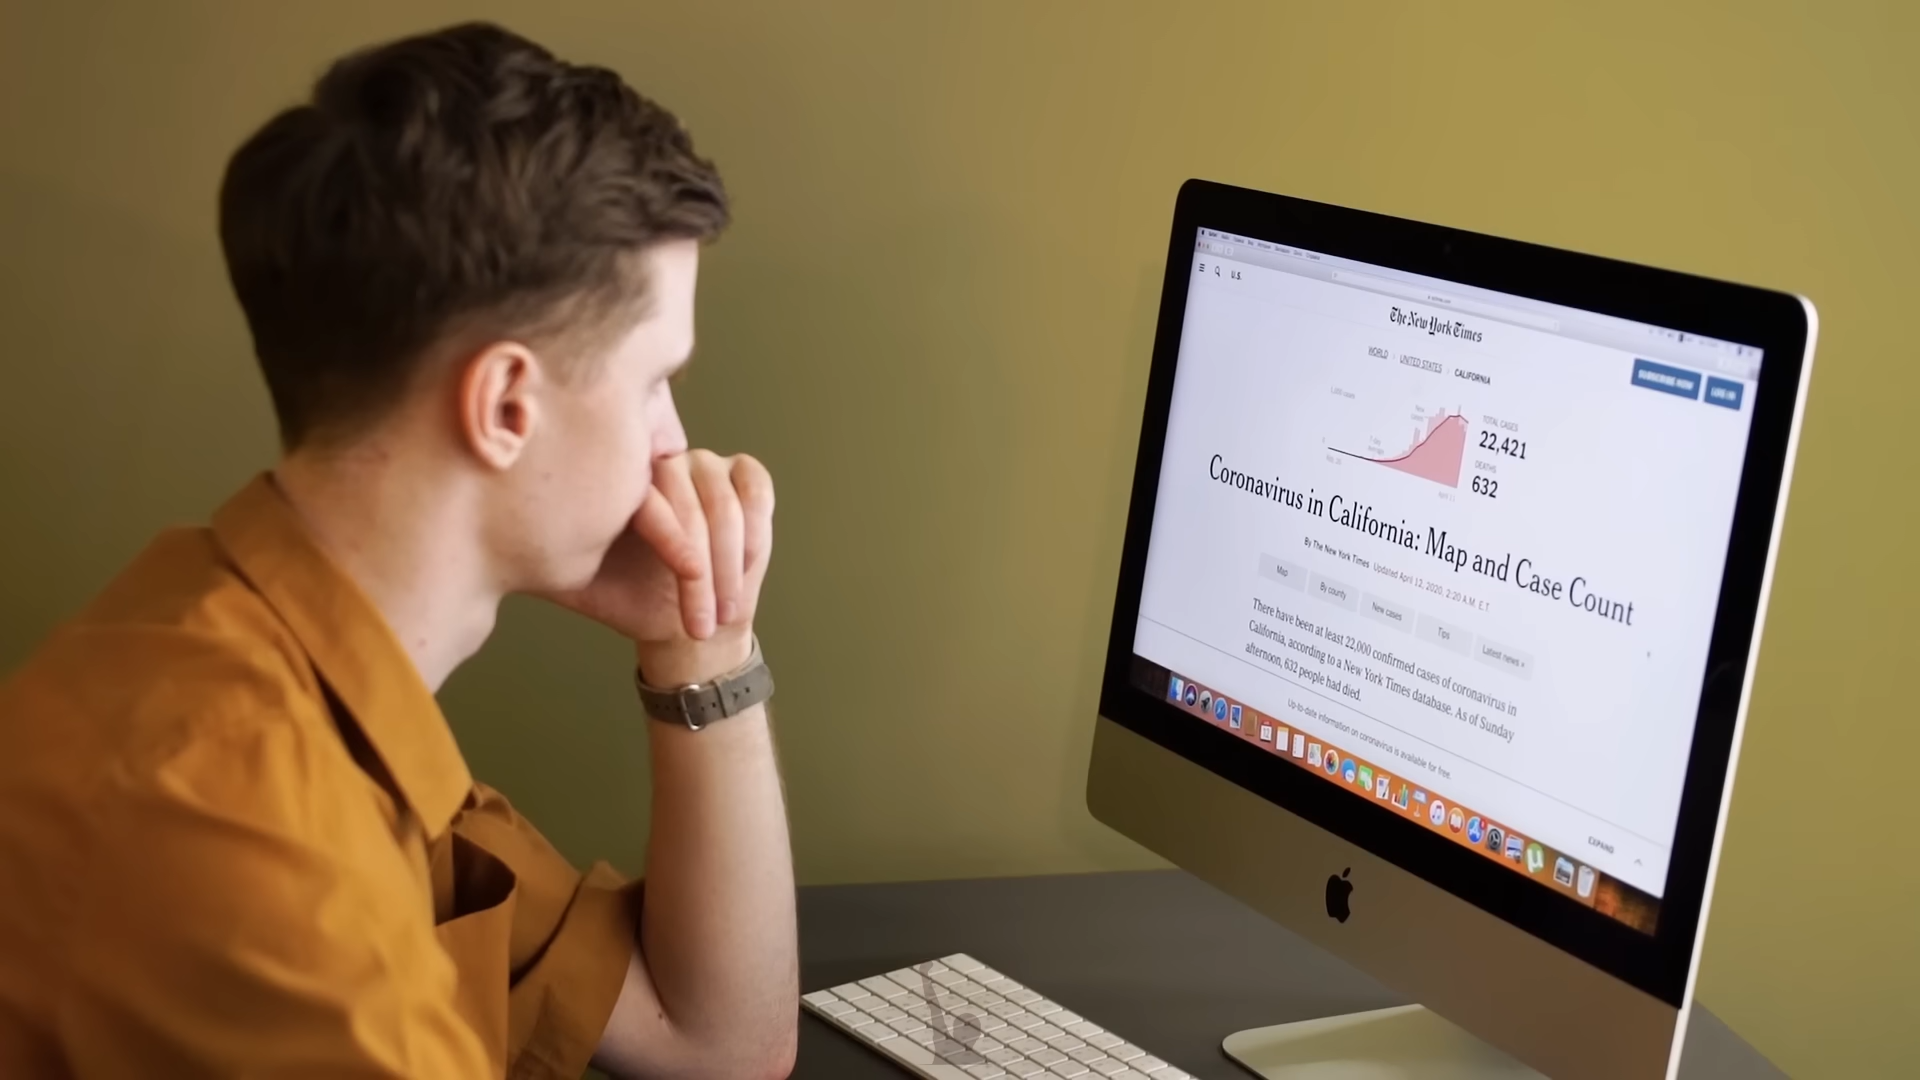 U.S.
The New York Times
WORLD
UNITED STATES
CALIFORNIA
SUBSCRIBE NOW
LOG IN
TOTAL CASES
22,421
DEATHS
632
Coronavirus in California: Map and Case Count
By The New York Times Updated April 12, 2020, 2:20 A.M. E.T.
Map
By county
New cases
Tips
Latest news »
There have been at least 22,000 confirmed cases of coronavirus in
California, according to a New York Times database. As of Sunday
afternoon, 632 people had died.
Up-to-date information on coronavirus is available for free.
EXPAND